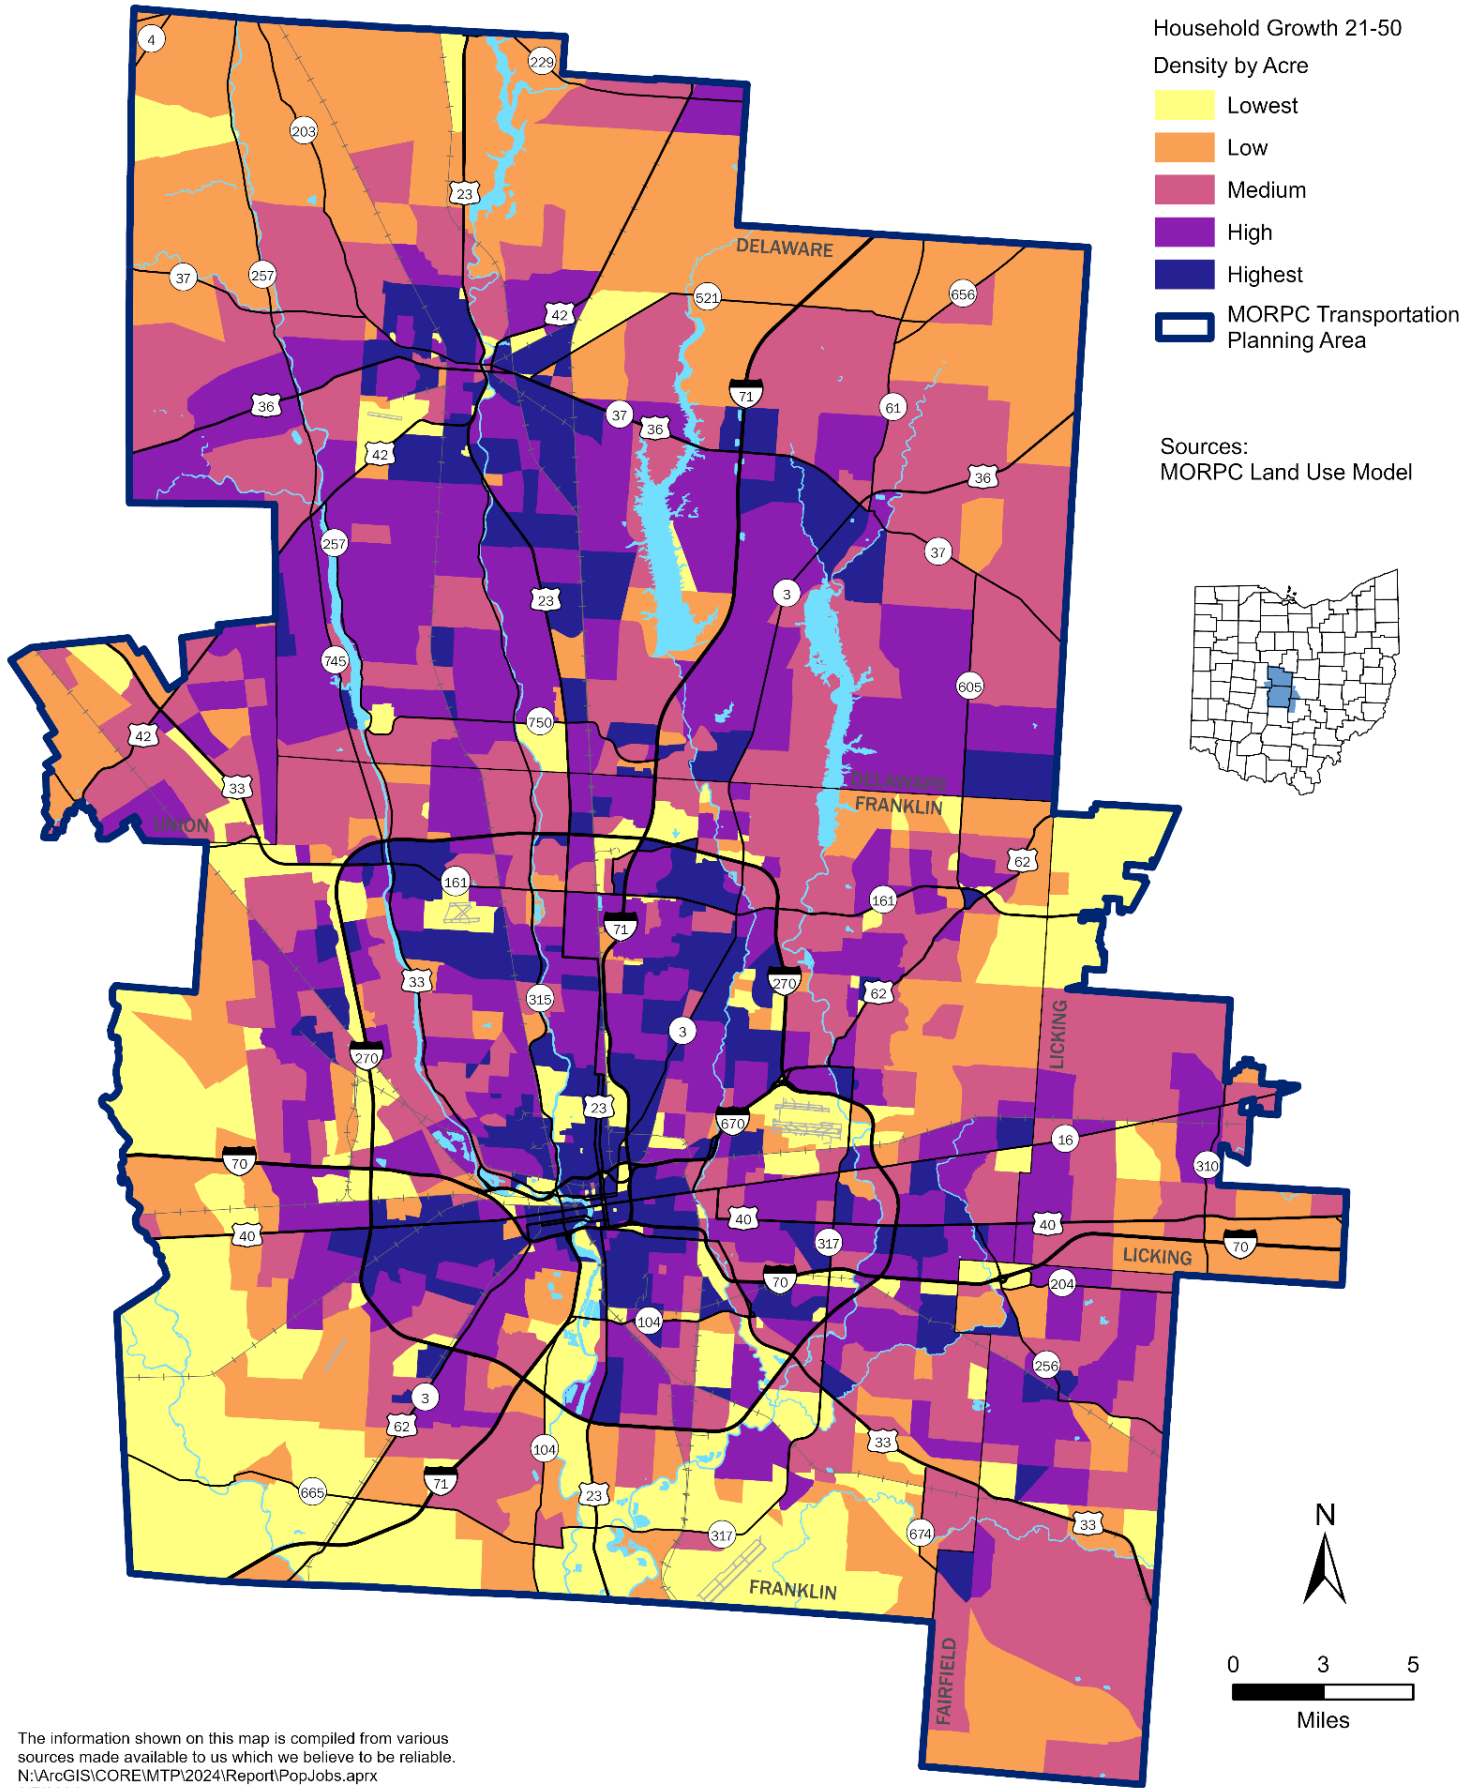 Household Growth 21-50
Density by Acre
Lowest
Low
Medium
High
Highest
MORPC Transportation
Planning Area
Sources:
MORPC Land Use Model
4
229
203
23
DELAWARE
37
257
521
656
42
71
36
37
36
61
42
36
257
37
23
3
745
605
42
750
33
DELAWARE
FRANKLIN
UNION
62
161
161
71
33
270
62
315
3
LICKING
270
23
670
16
70
310
40
40
40
317
LICKING
70
70
204
104
256
3
62
33
104
71
665
23
317
674
33
FRANKLIN
FAIRFIELD
N
0 3 5
Miles
The information shown on this map is compiled from various
sources made available to us which we believe to be reliable.
N:\ArcGIS\CORE\MTP\2024\Report\PopJobs.aprx